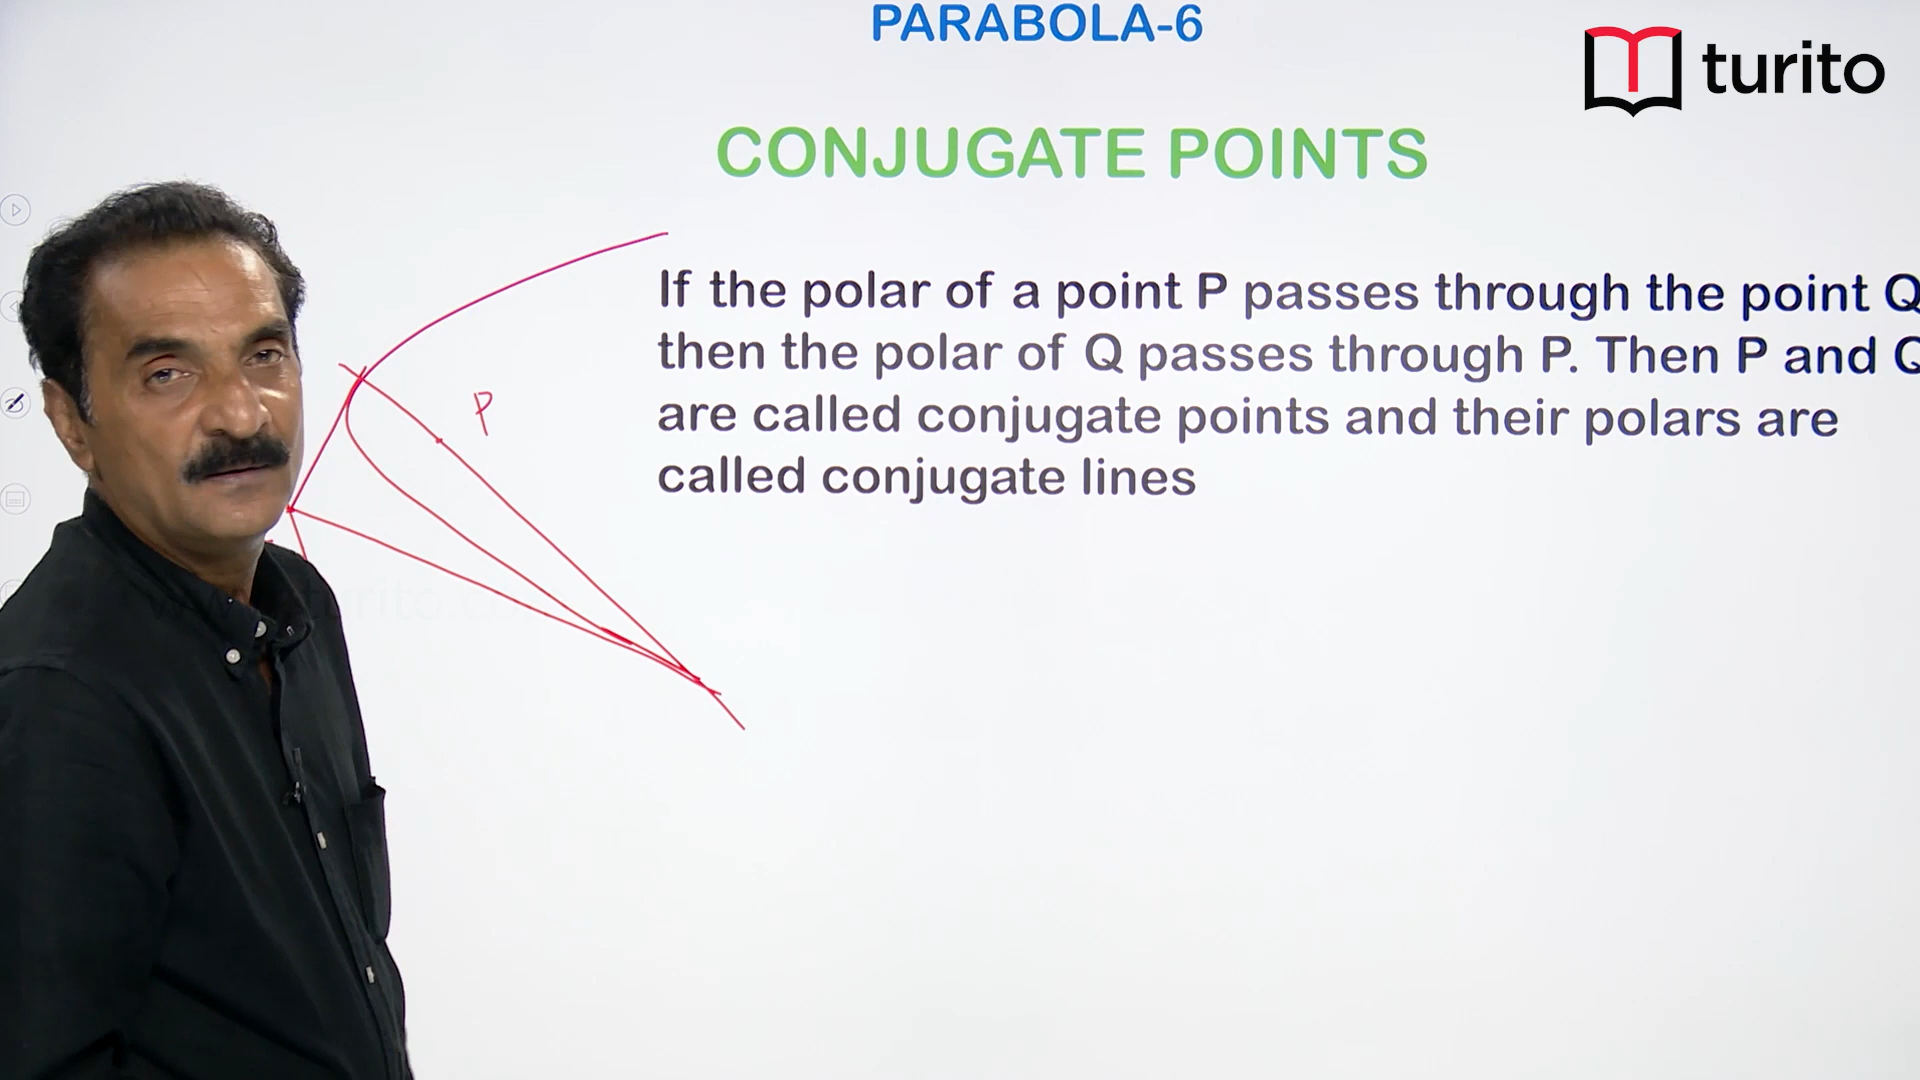 PARABOLA-6
turito
CONJUGATE POINTS
If the polar of a point P passes through the point Q
then the polar of Q passes through P. Then P and Q
are called conjugate points and their polars are
called conjugate lines
P